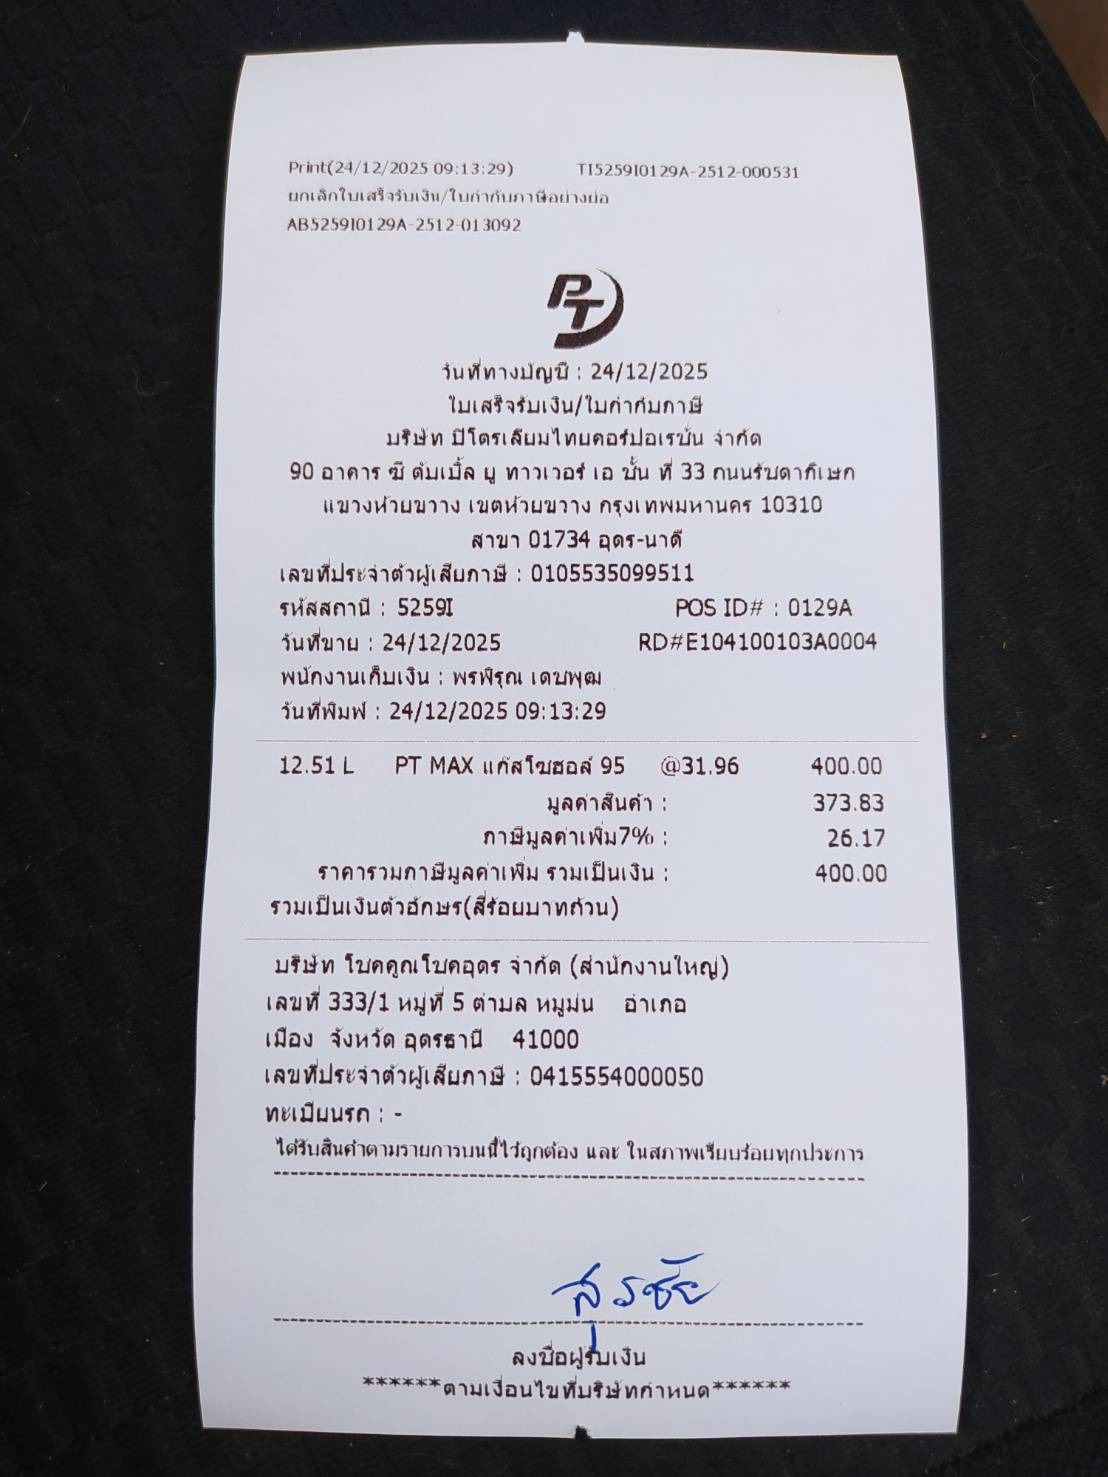 Print(24/12/2025 09:13:29) TI5259I0129A-2512-000531
ยกเลิกใบเสร็จรับเงิน/ใบกำกับภาษีอย่างย่อ
AB5259I0129A-2512-013092
PT
วันที่ทางบัญชี : 24/12/2025
ใบเสร็จรับเงิน/ใบกำกับภาษี
บริษัท ปิโตรเลียมไทยคอร์ปอเรชั่น จำกัด
90 อาคาร ซี ดับเบิ้ล ยู ทาวเวอร์ เอ ชั้น ที่ 33 ถนนรัชดาภิเษก
แขวงห้วยขวาง เขตห้วยขวาง กรุงเทพมหานคร 10310
สาขา 01734 อุดร-นาดี
เลขที่ประจำตัวผู้เสียภาษี : 0105535099511
รหัสสถานี : 5259I POS ID# : 0129A
วันที่ขาย : 24/12/2025 RD#E104100103A0004
พนักงานเก็บเงิน : พรพิรุณ เดชพุฒ
วันที่พิมพ์ : 24/12/2025 09:13:29
12.51 L PT MAX แก๊สโซฮอล์ 95 @31.96 400.00
มูลค่าสินค้า : 373.83
ภาษีมูลค่าเพิ่ม7% : 26.17
ราคารวมภาษีมูลค่าเพิ่ม รวมเป็นเงิน : 400.00
รวมเป็นเงินตัวอักษร(สี่ร้อยบาทถ้วน)
บริษัท โชคคูณโชคอุดร จำกัด (สำนักงานใหญ่)
เลขที่ 333/1 หมู่ที่ 5 ตำบล หมูม่น อำเภอ
เมือง จังหวัด อุดรธานี 41000
เลขที่ประจำตัวผู้เสียภาษี : 0415554000050
ทะเบียนรถ : -
ได้รับสินค้าตามรายการบนนี้ไว้ถูกต้อง และ ในสภาพเรียบร้อยทุกประการ
สุรชัย
ลงชื่อผู้รับเงิน
******ตามเงื่อนไขที่บริษัทกำหนด******